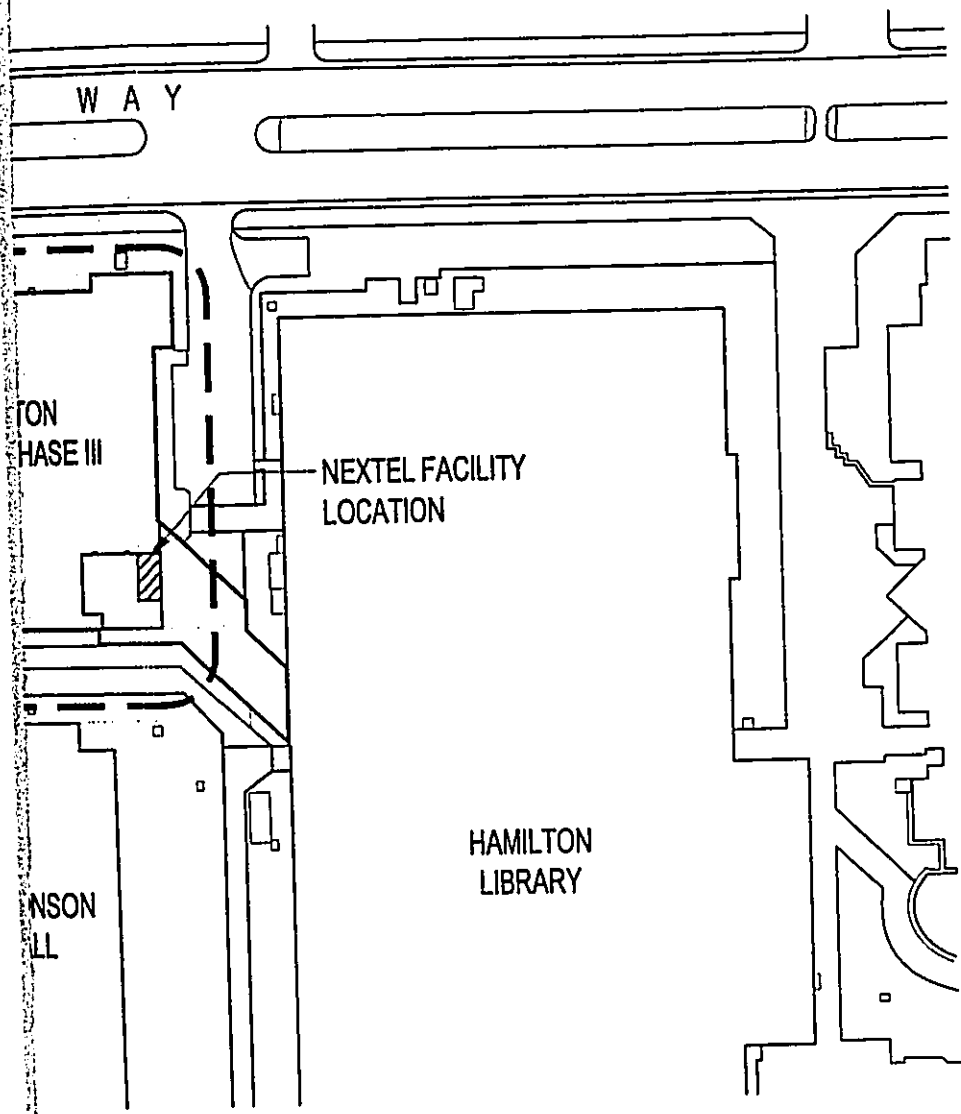 W A Y
TON
HASE III
NEXTEL FACILITY
LOCATION
HAMILTON
LIBRARY
NSON
LL